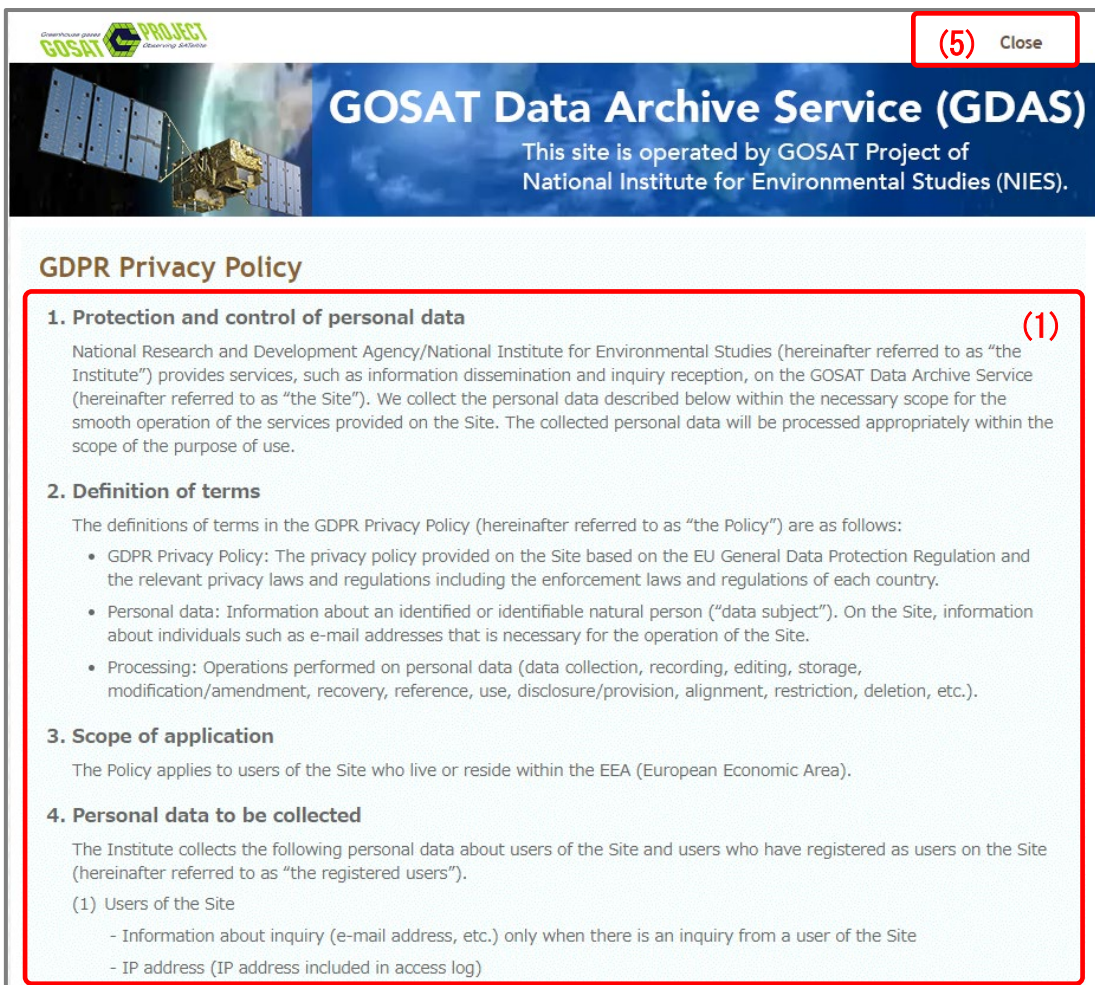 Greenhouse gases
GOSAT PROJECT
Observing SATellite
(5) Close
GOSAT Data Archive Service (GDAS)
This site is operated by GOSAT Project of
National Institute for Environmental Studies (NIES).
GDPR Privacy Policy
(1)
1. Protection and control of personal data
National Research and Development Agency/National Institute for Environmental Studies (hereinafter referred to as “the
Institute”) provides services, such as information dissemination and inquiry reception, on the GOSAT Data Archive Service
(hereinafter referred to as “the Site”). We collect the personal data described below within the necessary scope for the
smooth operation of the services provided on the Site. The collected personal data will be processed appropriately within the
scope of the purpose of use.
2. Definition of terms
The definitions of terms in the GDPR Privacy Policy (hereinafter referred to as “the Policy”) are as follows:
• GDPR Privacy Policy: The privacy policy provided on the Site based on the EU General Data Protection Regulation and
the relevant privacy laws and regulations including the enforcement laws and regulations of each country.
• Personal data: Information about an identified or identifiable natural person (“data subject”). On the Site, information
about individuals such as e-mail addresses that is necessary for the operation of the Site.
• Processing: Operations performed on personal data (data collection, recording, editing, storage,
modification/amendment, recovery, reference, use, disclosure/provision, alignment, restriction, deletion, etc.).
3. Scope of application
The Policy applies to users of the Site who live or reside within the EEA (European Economic Area).
4. Personal data to be collected
The Institute collects the following personal data about users of the Site and users who have registered as users on the Site
(hereinafter referred to as “the registered users”).
(1) Users of the Site
- Information about inquiry (e-mail address, etc.) only when there is an inquiry from a user of the Site
- IP address (IP address included in access log)